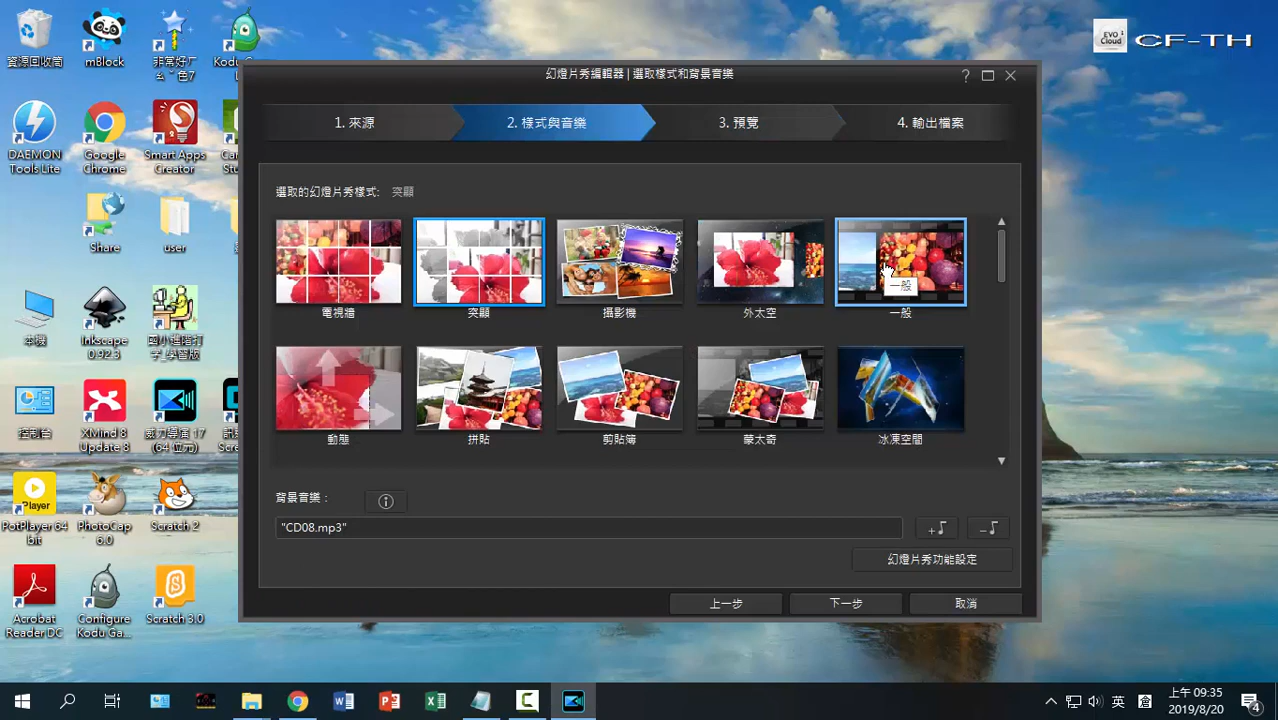 資源回收筒
mBlock
非常好ㄏ
色7
DAEMON
Tools Lite
Google
Chrome
Smart Apps
Creator
Share
user
本機
Inkscape
0.92.3
國小進階打
字_學習版
控制台
XMind 8
Update 8
威力導演 17
(64 位元)
PotPlayer 64
bit
PhotoCap
6.0
Scratch 2
Acrobat
Reader DC
Configure
Kodu Ga...
Scratch 3.0
EVO
Cloud
CF-TH
幻燈片秀編輯器 | 選取樣式和背景音樂
1. 來源
2. 樣式與音樂
3. 預覽
4. 輸出檔案
選取的幻燈片秀樣式: 突顯
電視牆
突顯
攝影機
外太空
一般
一般
動態
拼貼
剪貼簿
蒙太奇
冰凍空間
背景音樂：
"CD08.mp3"
幻燈片秀功能設定
上一步
下一步
取消
英
上午 09:35
2019/8/20
4